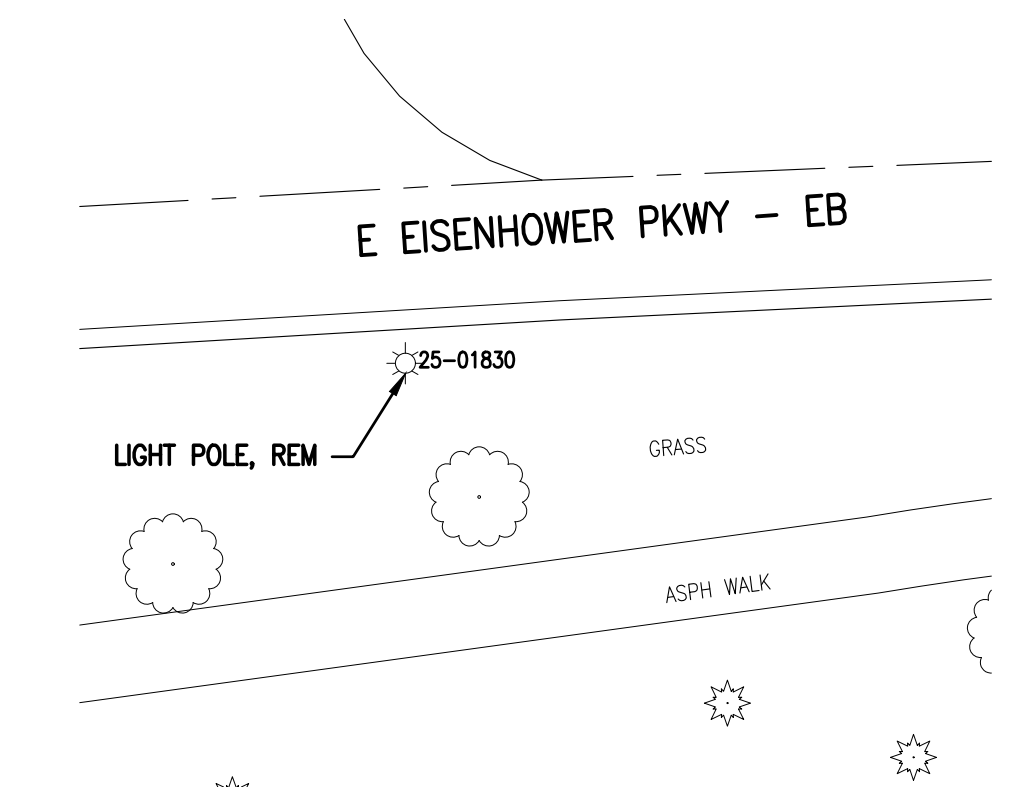 E EISENHOWER PKWY - EB
25-01830
LIGHT POLE, REM
GRASS
ASPH WALK